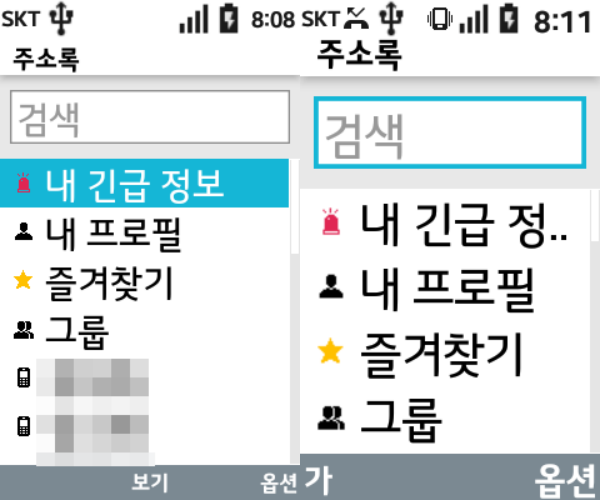 SKT 8:08
주소록
검색
내 긴급 정보
내 프로필
즐겨찾기
그룹
보기 옵션
SKT 8:11
주소록
검색
내 긴급 정..
내 프로필
즐겨찾기
그룹
가 옵션